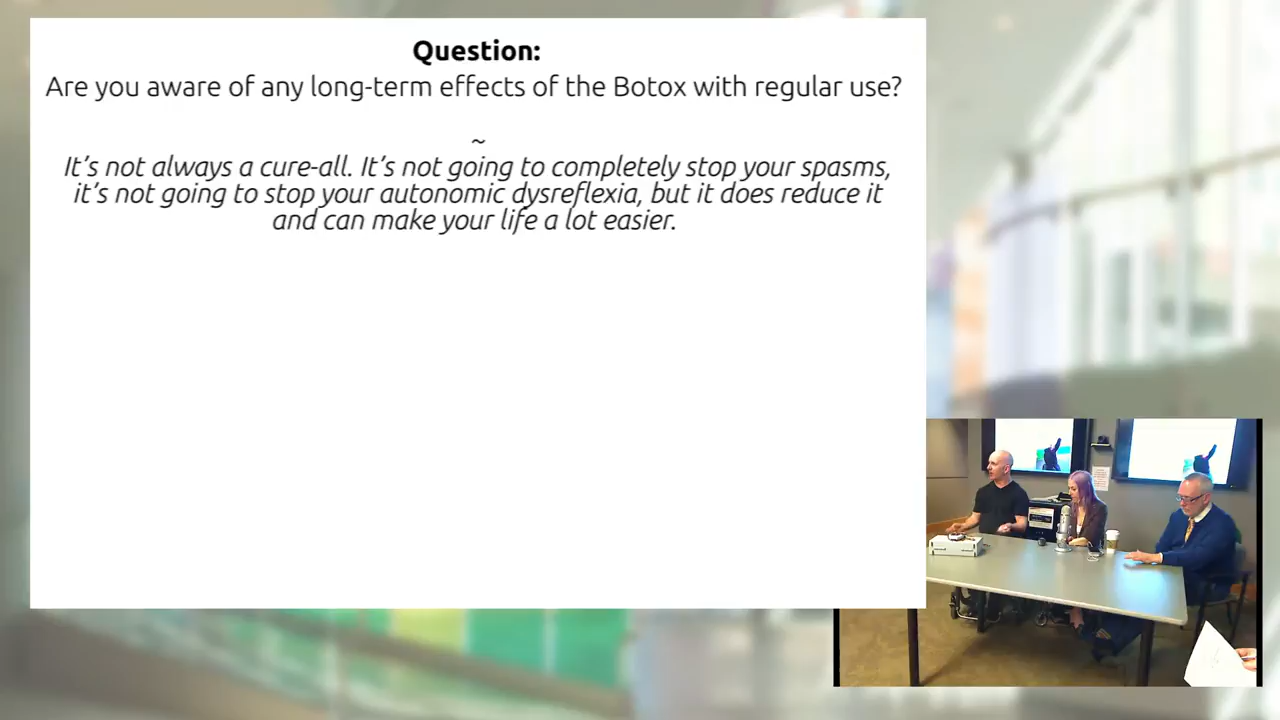 Question:
Are you aware of any long-term effects of the Botox with regular use?
~
It's not always a cure-all. It's not going to completely stop your spasms,
it's not going to stop your autonomic dysreflexia, but it does reduce it
and can make your life a lot easier.